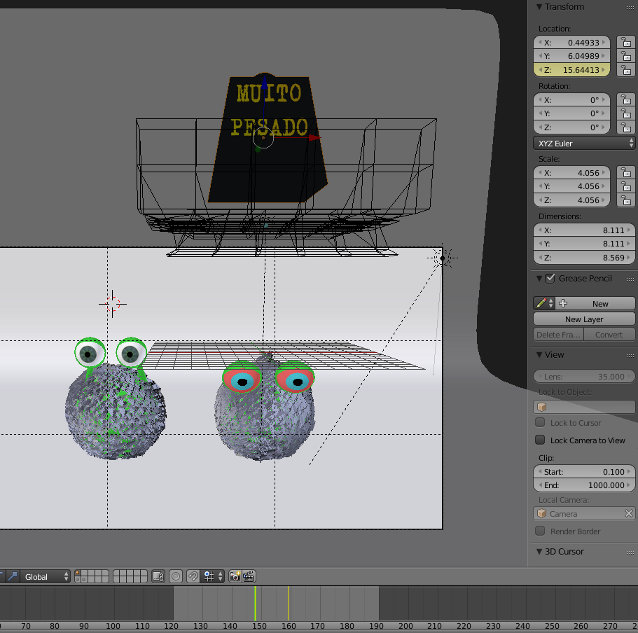 Transform
Location:
X: 0.44933
Y: 6.04989
Z: 15.64413
Rotation:
X: 0°
Y: 0°
Z: 0°
XYZ Euler
Scale:
X: 4.056
Y: 4.056
Z: 4.056
Dimensions:
X: 8.111
Y: 8.111
Z: 8.569
Grease Pencil
New
New Layer
Delete Fra... Convert
View
Lens: 35.000
Lock to Object:
Lock to Cursor
Lock Camera to View
Clip:
Start: 0.100
End: 1000.000
Local Camera:
Camera
Render Border
3D Cursor
MUITO
PESADO
Global
70 80 90 100 110 120 130 140 150 160 170 180 190 200 210 220 230 240 250 260 270